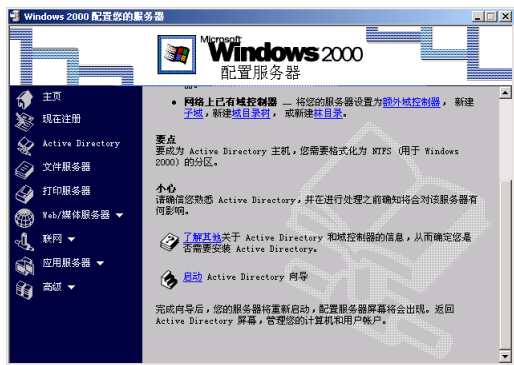 Windows 2000 配置您的服务器
Microsoft
Windows 2000
配置服务器
主页
现在注册
Active Directory
文件服务器
打印服务器
Web/媒体服务器
联网
应用服务器
高级
• 网络上已有域控制器 — 将您的服务器设置为额外域控制器， 新建
子域，新建域目录树， 或新建林目录。
要点
要成为 Active Directory 主机，您需要格式化为 NTFS （用于 Windows
2000）的分区。
小心
请确信您熟悉 Active Directory，并在进行处理之前确知将会对该服务器有
何影响。
了解其他关于 Active Directory 和域控制器的信息，从而确定您是
否需要安装 Active Directory。
启动 Active Directory 向导
完成向导后，您的服务器将重新启动，配置服务器屏幕将会出现。返回
Active Directory 屏幕，管理您的计算机和用户帐户。